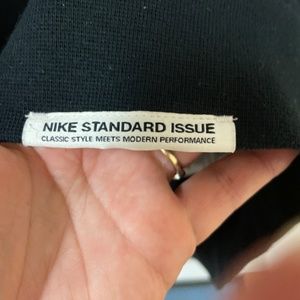 NIKE STANDARD ISSUE
CLASSIC STYLE MEETS MODERN PERFORMANCE